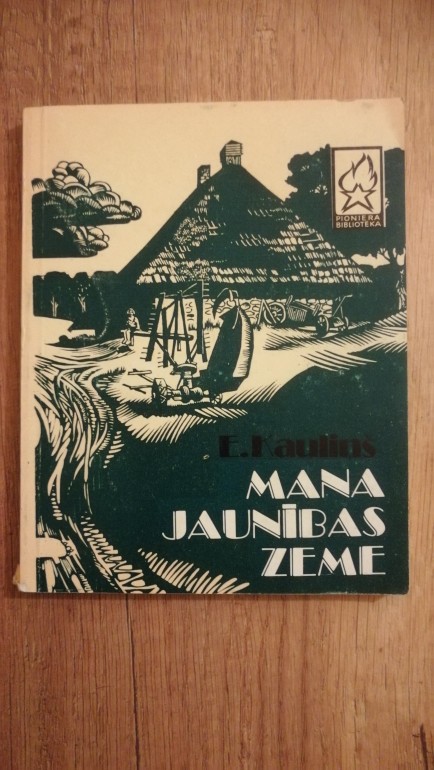 PIONIERA
BIBLIOTĒKA
E. Kauliņš
MANA
JAUNĪBAS
ZEME